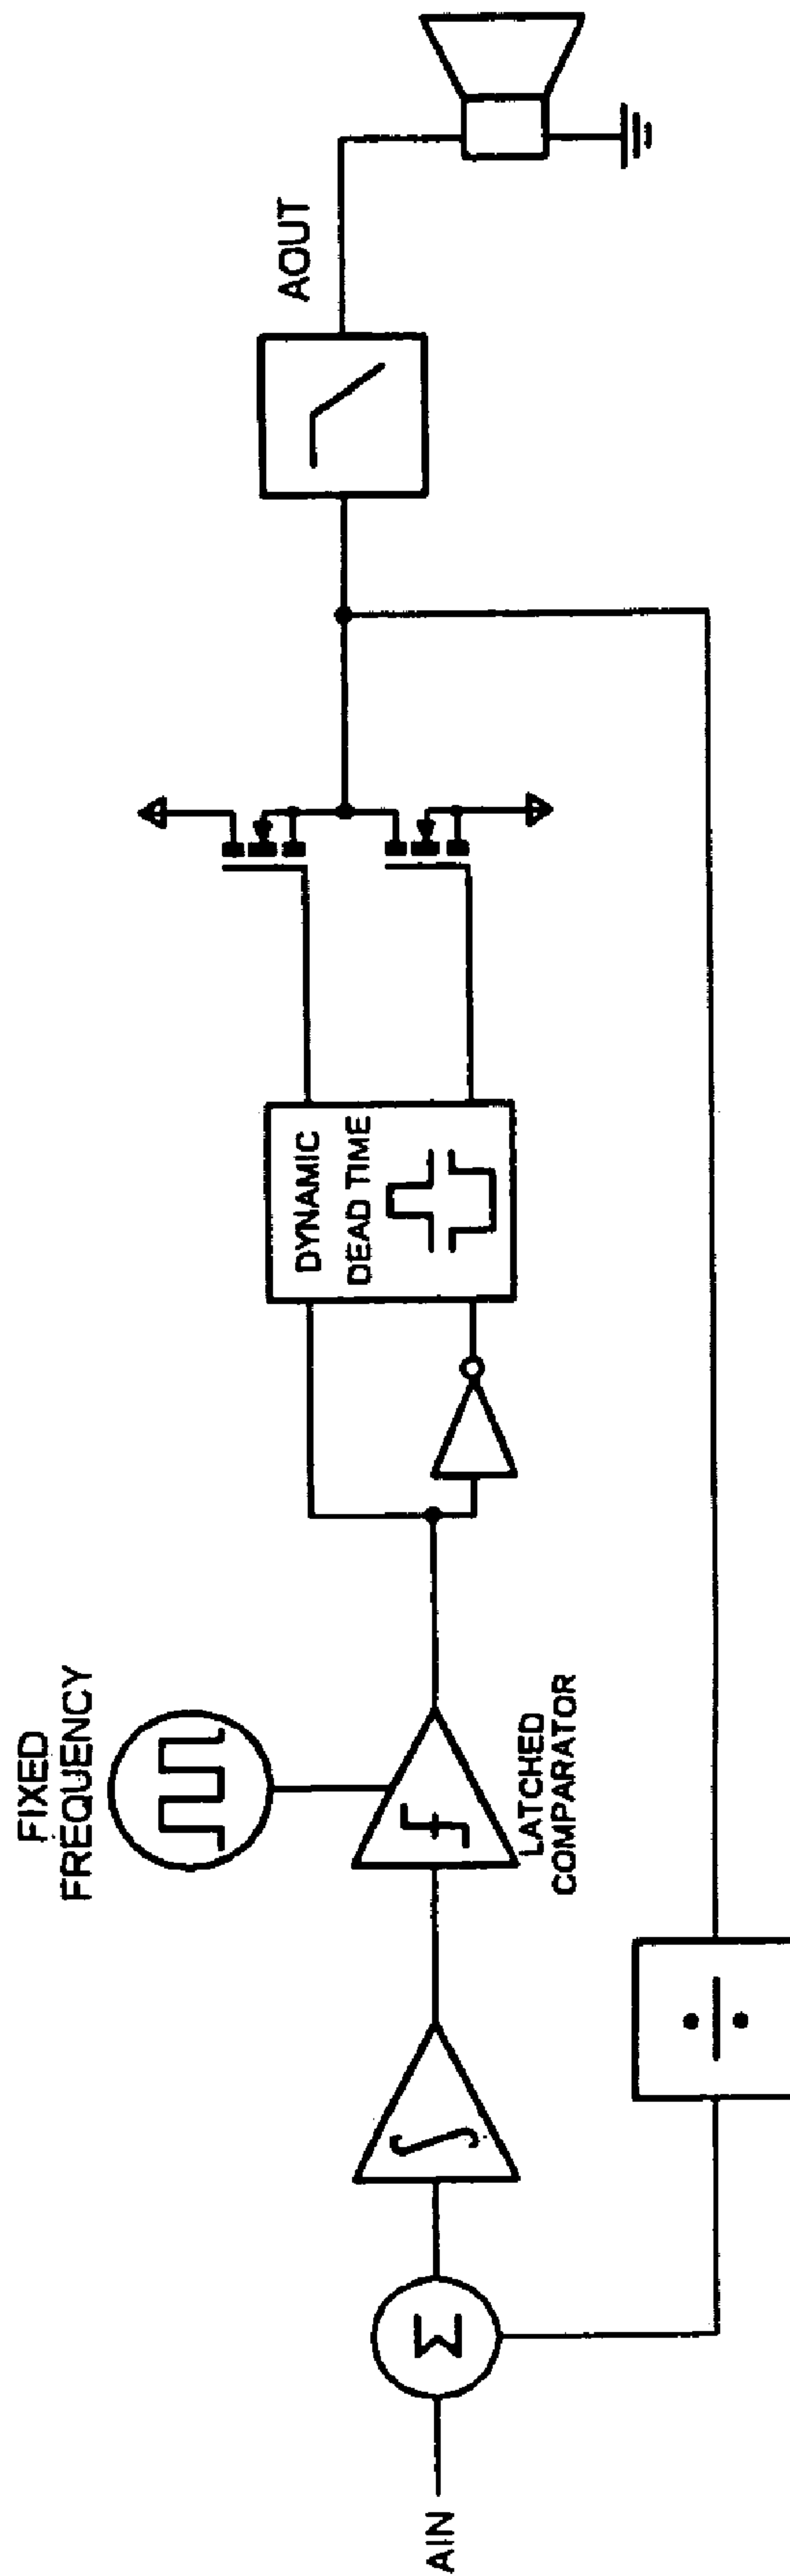 AIN
Σ
∫
FIXED
FREQUENCY
LATCHED
COMPARATOR
DYNAMIC
DEAD TIME
AOUT
÷